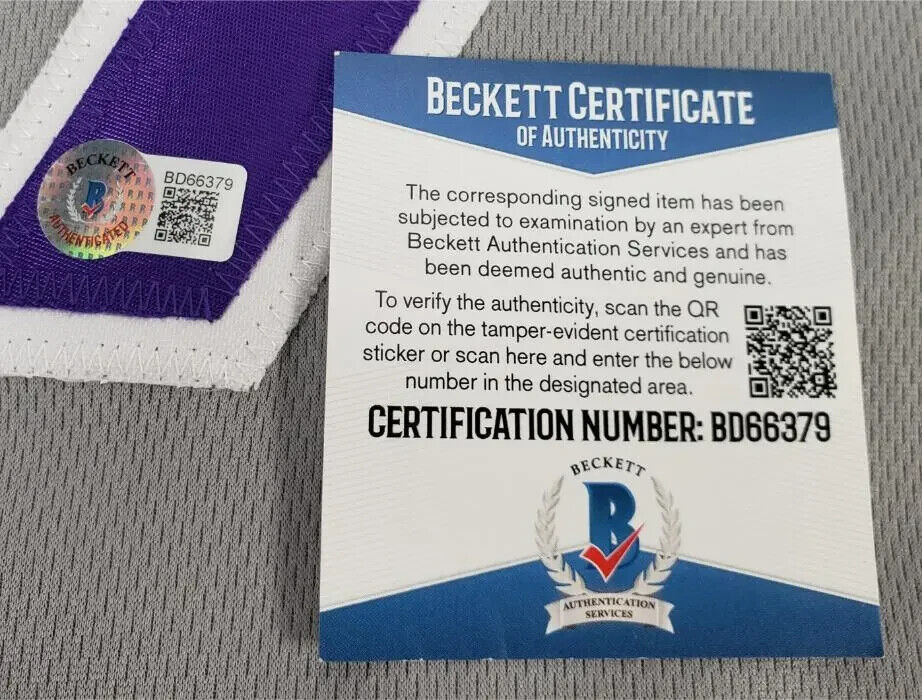 BECKETT
B
AUTHENTICATED
BD66379
BECKETT CERTIFICATE
OF AUTHENTICITY
The corresponding signed item has been
subjected to examination by an expert from
Beckett Authentication Services and has
been deemed authentic and genuine.
To verify the authenticity, scan the QR
code on the tamper-evident certification
sticker or scan here and enter the below
number in the designated area.
CERTIFICATION NUMBER: BD66379
BECKETT
B
AUTHENTICATION
SERVICES